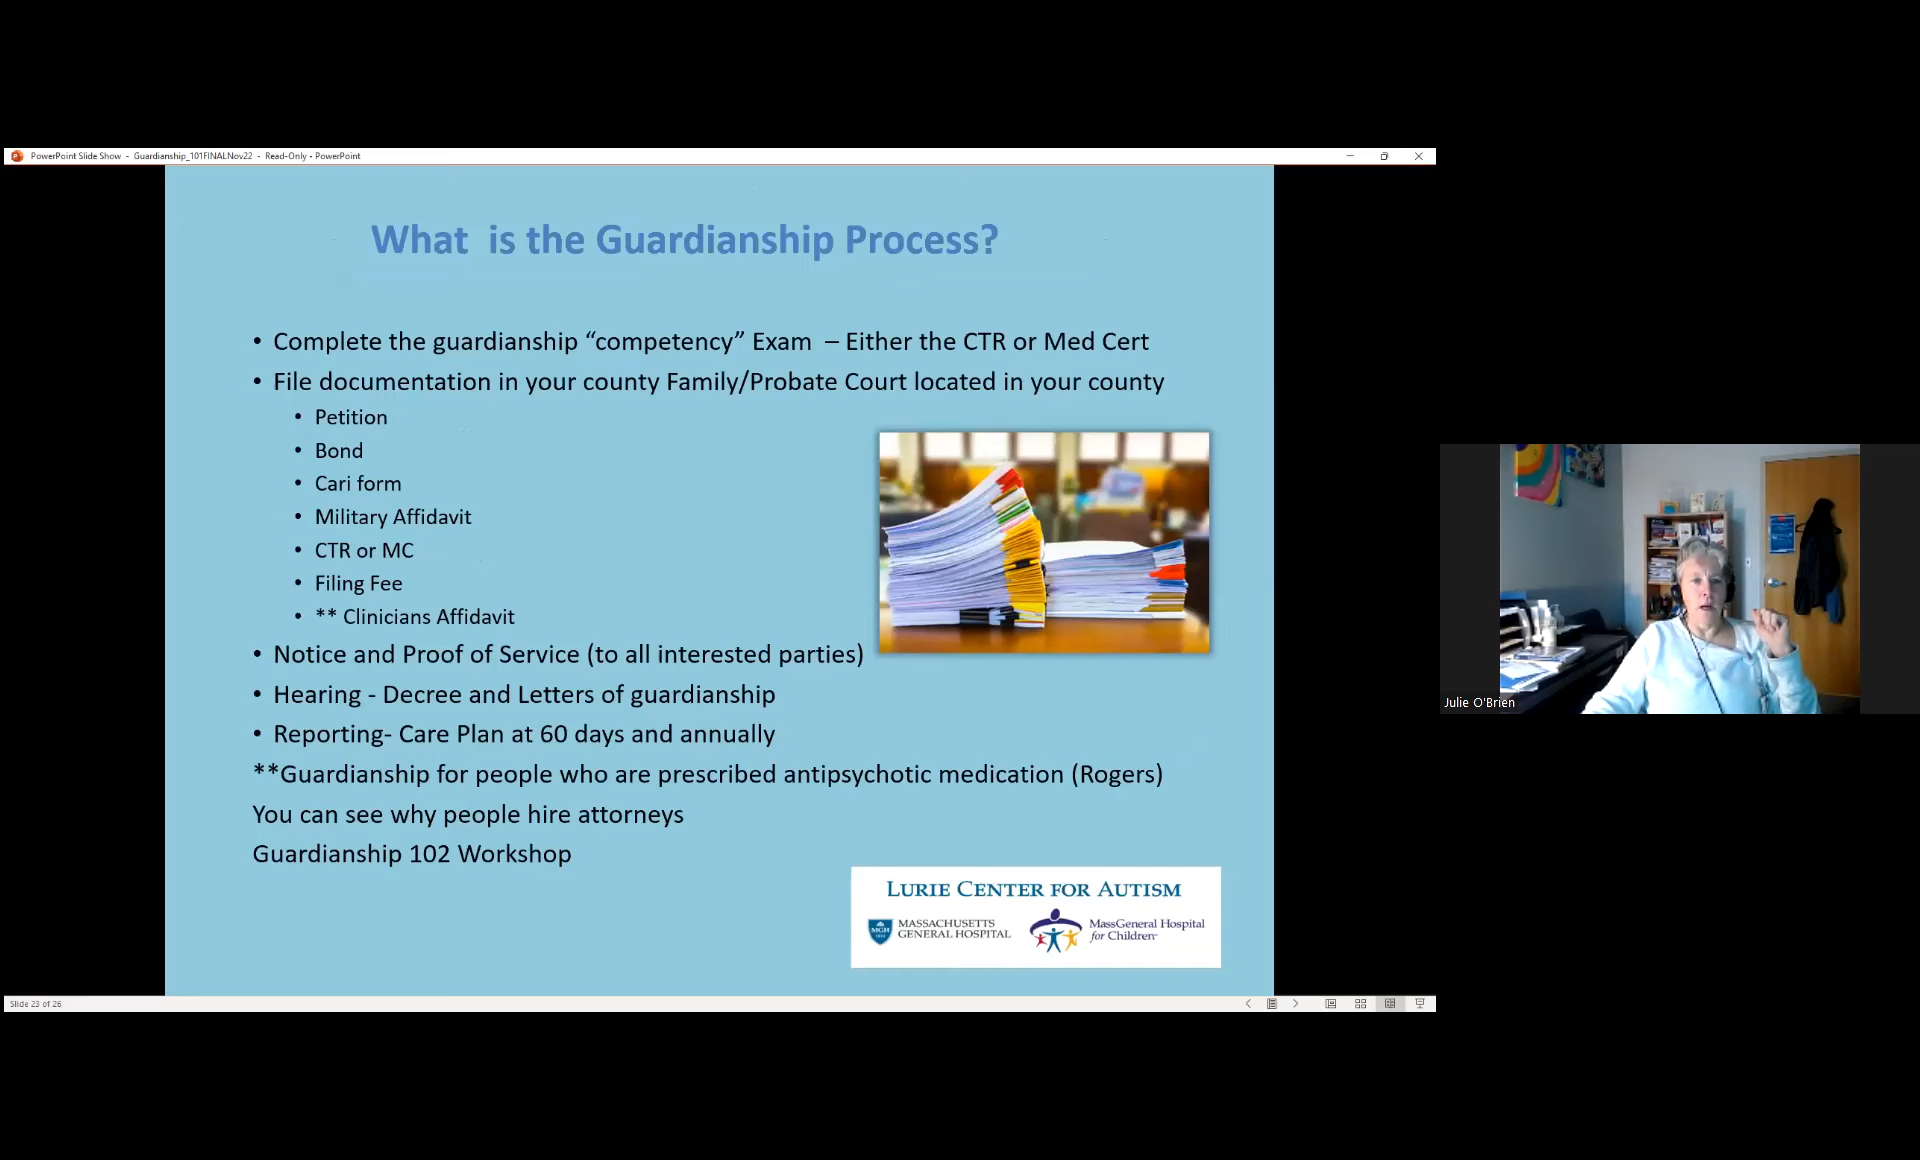 PowerPoint Slide Show - Guardianship_101FINALNov22 - Read-Only - PowerPoint
What is the Guardianship Process?
• Complete the guardianship “competency” Exam – Either the CTR or Med Cert
• File documentation in your county Family/Probate Court located in your county
• Petition
• Bond
• Cari form
• Military Affidavit
• CTR or MC
• Filing Fee
• ** Clinicians Affidavit
• Notice and Proof of Service (to all interested parties)
• Hearing - Decree and Letters of guardianship
• Reporting- Care Plan at 60 days and annually
**Guardianship for people who are prescribed antipsychotic medication (Rogers)
You can see why people hire attorneys
Guardianship 102 Workshop
LURIE CENTER FOR AUTISM
MGH
MASSACHUSETTS
GENERAL HOSPITAL
MassGeneral Hospital
for Children
Julie O'Brien
Slide 23 of 26